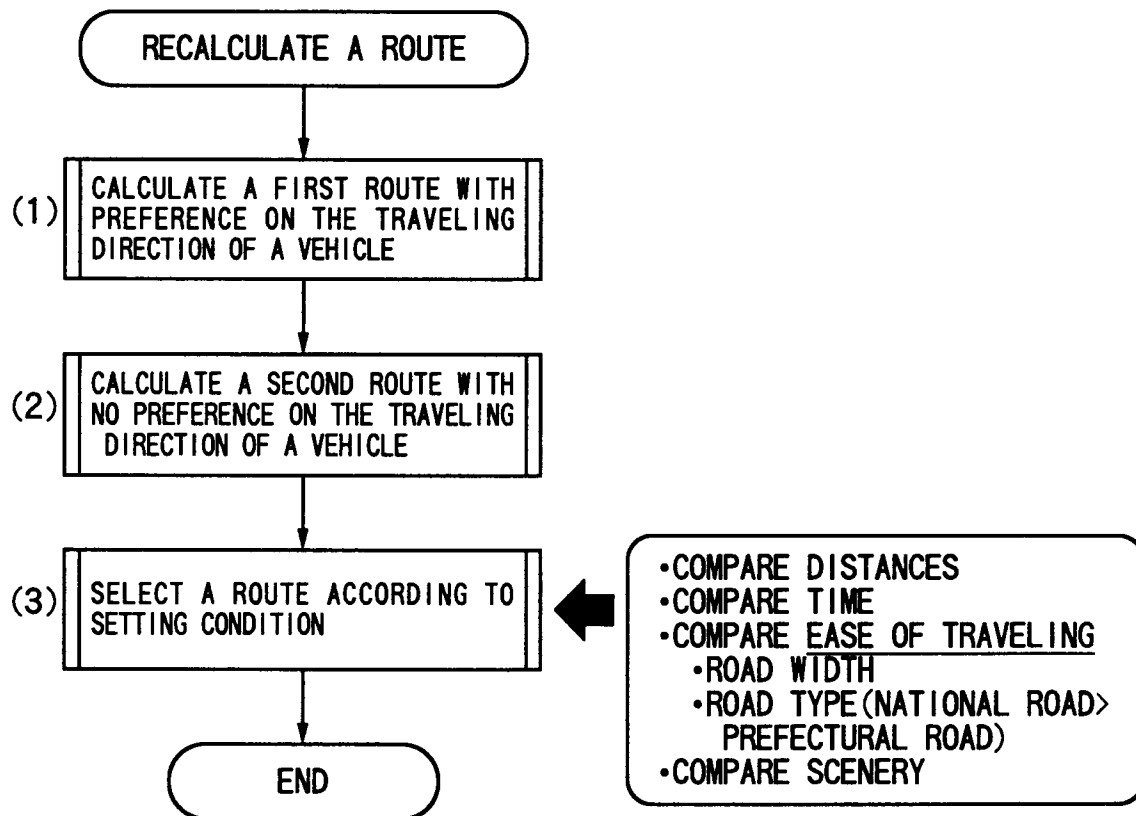 RECALCULATE A ROUTE
(1)
CALCULATE A FIRST ROUTE WITH
PREFERENCE ON THE TRAVELING
DIRECTION OF A VEHICLE
(2)
CALCULATE A SECOND ROUTE WITH
NO PREFERENCE ON THE TRAVELING
DIRECTION OF A VEHICLE
(3)
SELECT A ROUTE ACCORDING TO
SETTING CONDITION
•COMPARE DISTANCES
•COMPARE TIME
•COMPARE EASE OF TRAVELING
•ROAD WIDTH
•ROAD TYPE(NATIONAL ROAD>
PREFECTURAL ROAD)
•COMPARE SCENERY
END